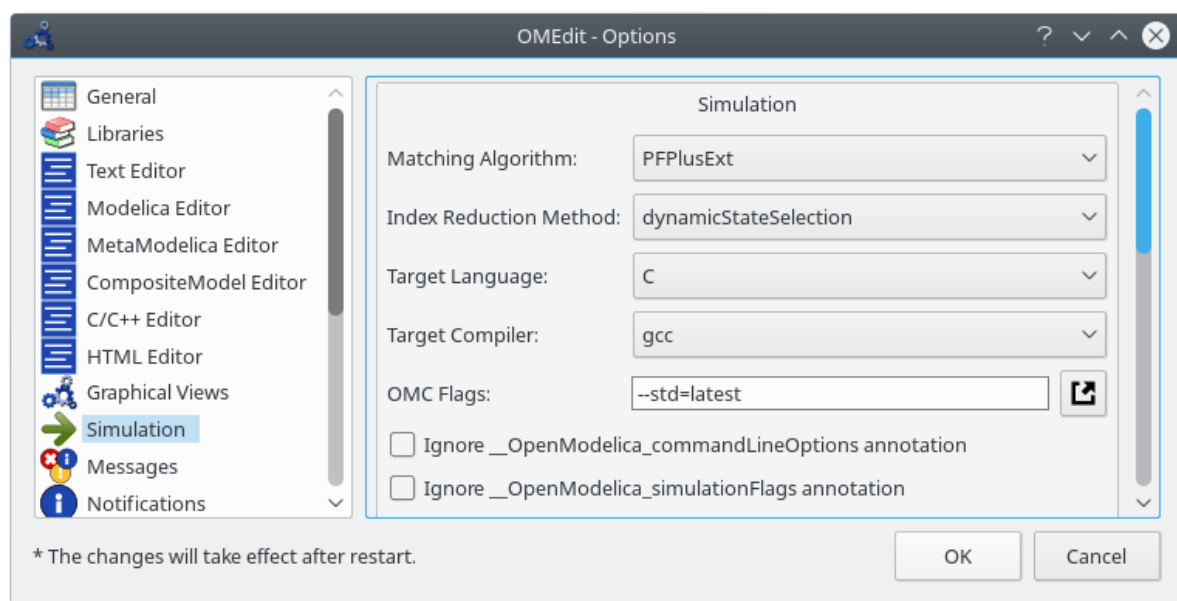 OMEdit - Options
General
Libraries
Text Editor
Modelica Editor
MetaModelica Editor
CompositeModel Editor
C/C++ Editor
HTML Editor
Graphical Views
Simulation
Messages
Notifications
Simulation
Matching Algorithm: PFPlusExt
Index Reduction Method: dynamicStateSelection
Target Language: C
Target Compiler: gcc
OMC Flags: --std=latest
Ignore __OpenModelica_commandLineOptions annotation
Ignore __OpenModelica_simulationFlags annotation
* The changes will take effect after restart.
OK Cancel